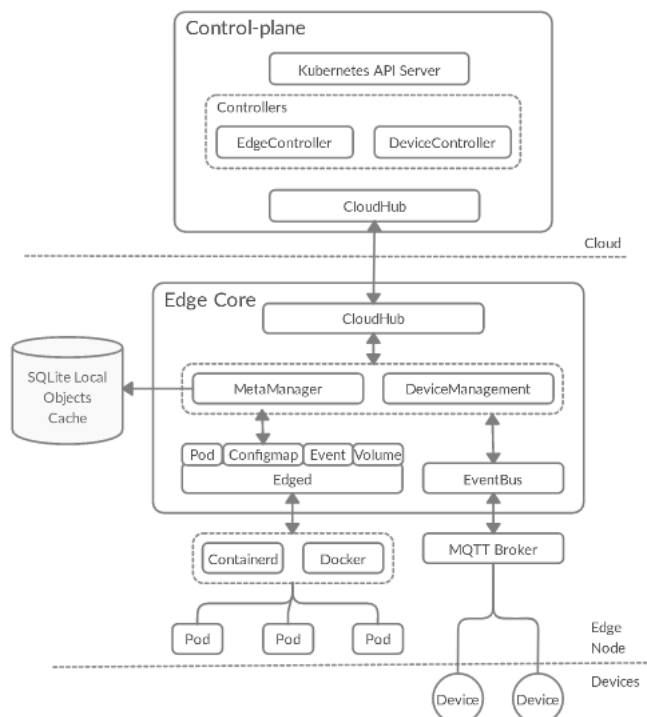 Control-plane
Kubernetes API Server
Controllers
EdgeController
DeviceController
CloudHub
Cloud
Edge Core
CloudHub
SQLite Local
Objects
Cache
MetaManager
DeviceManagement
Pod
Configmap
Event
Volume
Edged
EventBus
Containerd
Docker
MQTT Broker
Pod
Pod
Pod
Edge
Node
Devices
Device
Device